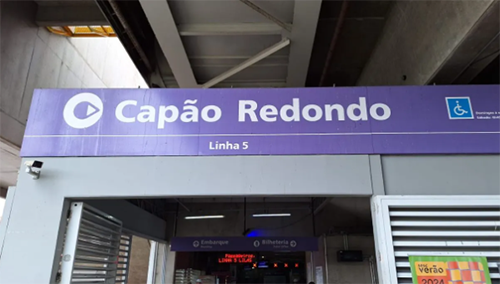 Capão Redondo
Linha 5
Embarque
Bilheteria
verão
2024